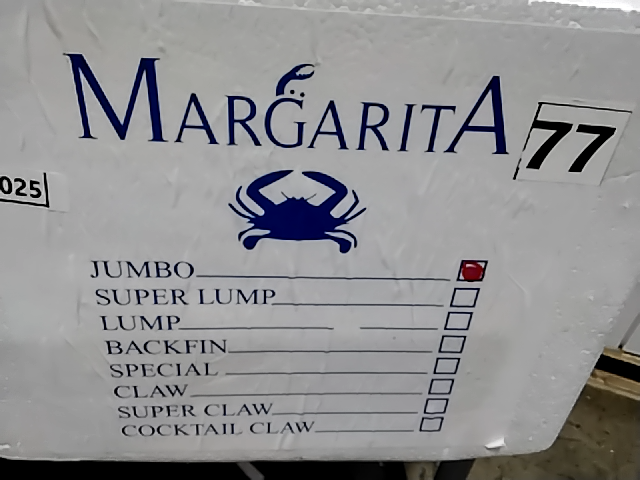 MARGARITA
77
025
JUMBO
SUPER LUMP
LUMP
BACKFIN
SPECIAL
CLAW
SUPER CLAW
COCKTAIL CLAW